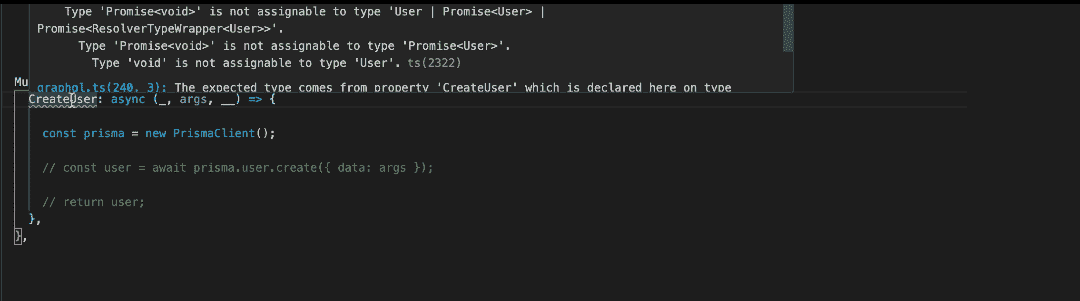 Type 'Promise<void>' is not assignable to type 'User | Promise<User> |
Promise<ResolverTypeWrapper<User>>'.
Type 'Promise<void>' is not assignable to type 'Promise<User>'.
Type 'void' is not assignable to type 'User'. ts(2322)
Mu
graphql.ts(240, 3): The expected type comes from property 'CreateUser' which is declared here on type
CreateUser: async (_, args, __) => {
const prisma = new PrismaClient();
// const user = await prisma.user.create({ data: args });
// return user;
},
},